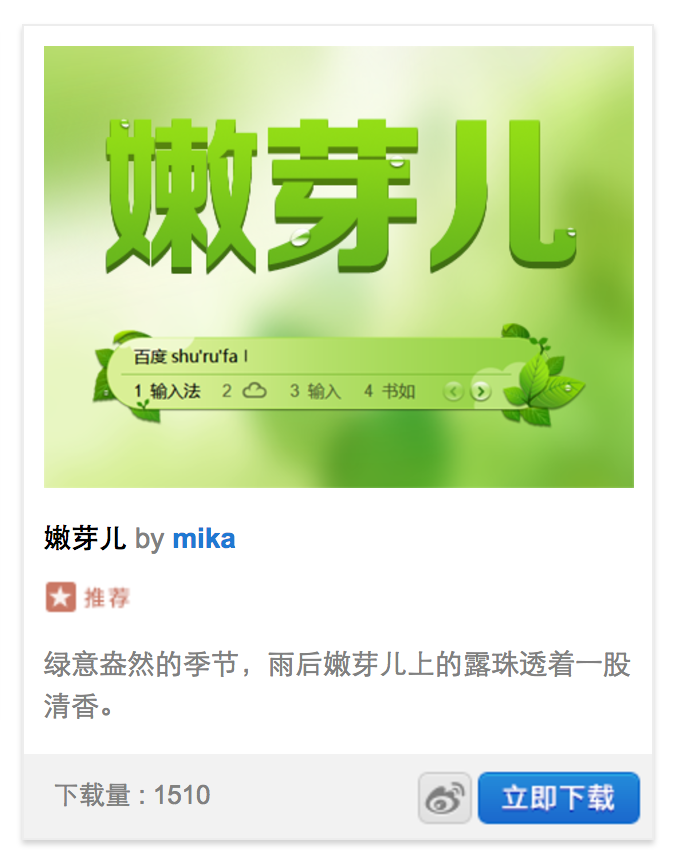 嫩芽儿
百度 shu'ru'fa
1 输入法 2 3 输入 4 书如
嫩芽儿 by mika
推荐
绿意盎然的季节，雨后嫩芽儿上的露珠透着一股
清香。
下载量 : 1510 立即下载